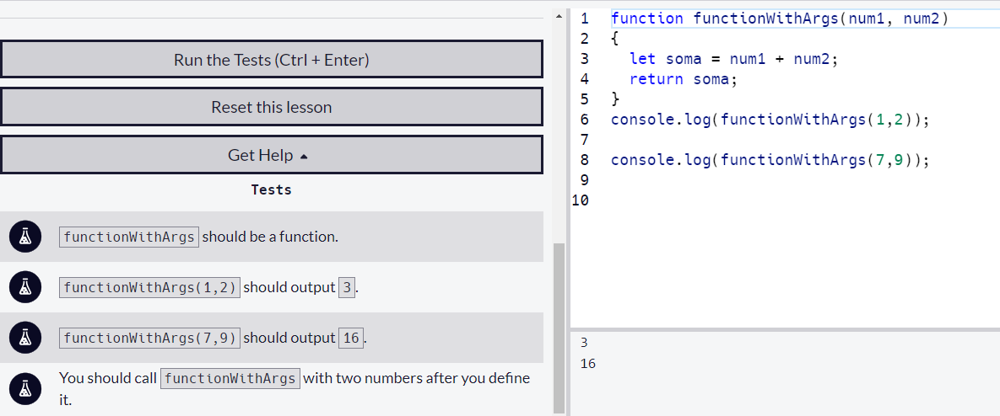 Run the Tests (Ctrl + Enter)
Reset this lesson
Get Help
Tests
functionWithArgs should be a function.
functionWithArgs(1,2) should output 3.
functionWithArgs(7,9) should output 16.
You should call functionWithArgs with two numbers after you define
it.
1 function functionWithArgs(num1, num2)
2 {
3   let soma = num1 + num2;
4   return soma;
5 }
6 console.log(functionWithArgs(1,2));
7
8 console.log(functionWithArgs(7,9));
9
10
3
16